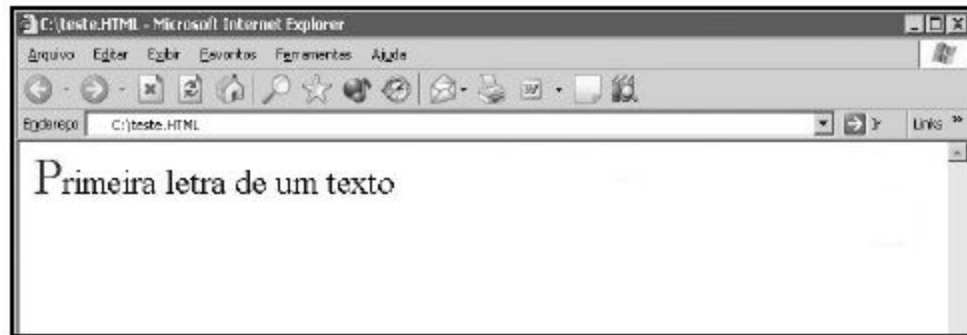 C:\teste.HTML - Microsoft Internet Explorer
Arquivo Editar Exibir Favoritos Ferramentas Ajuda
Endereço C:\teste.HTML Ir Links »
Primeira letra de um texto